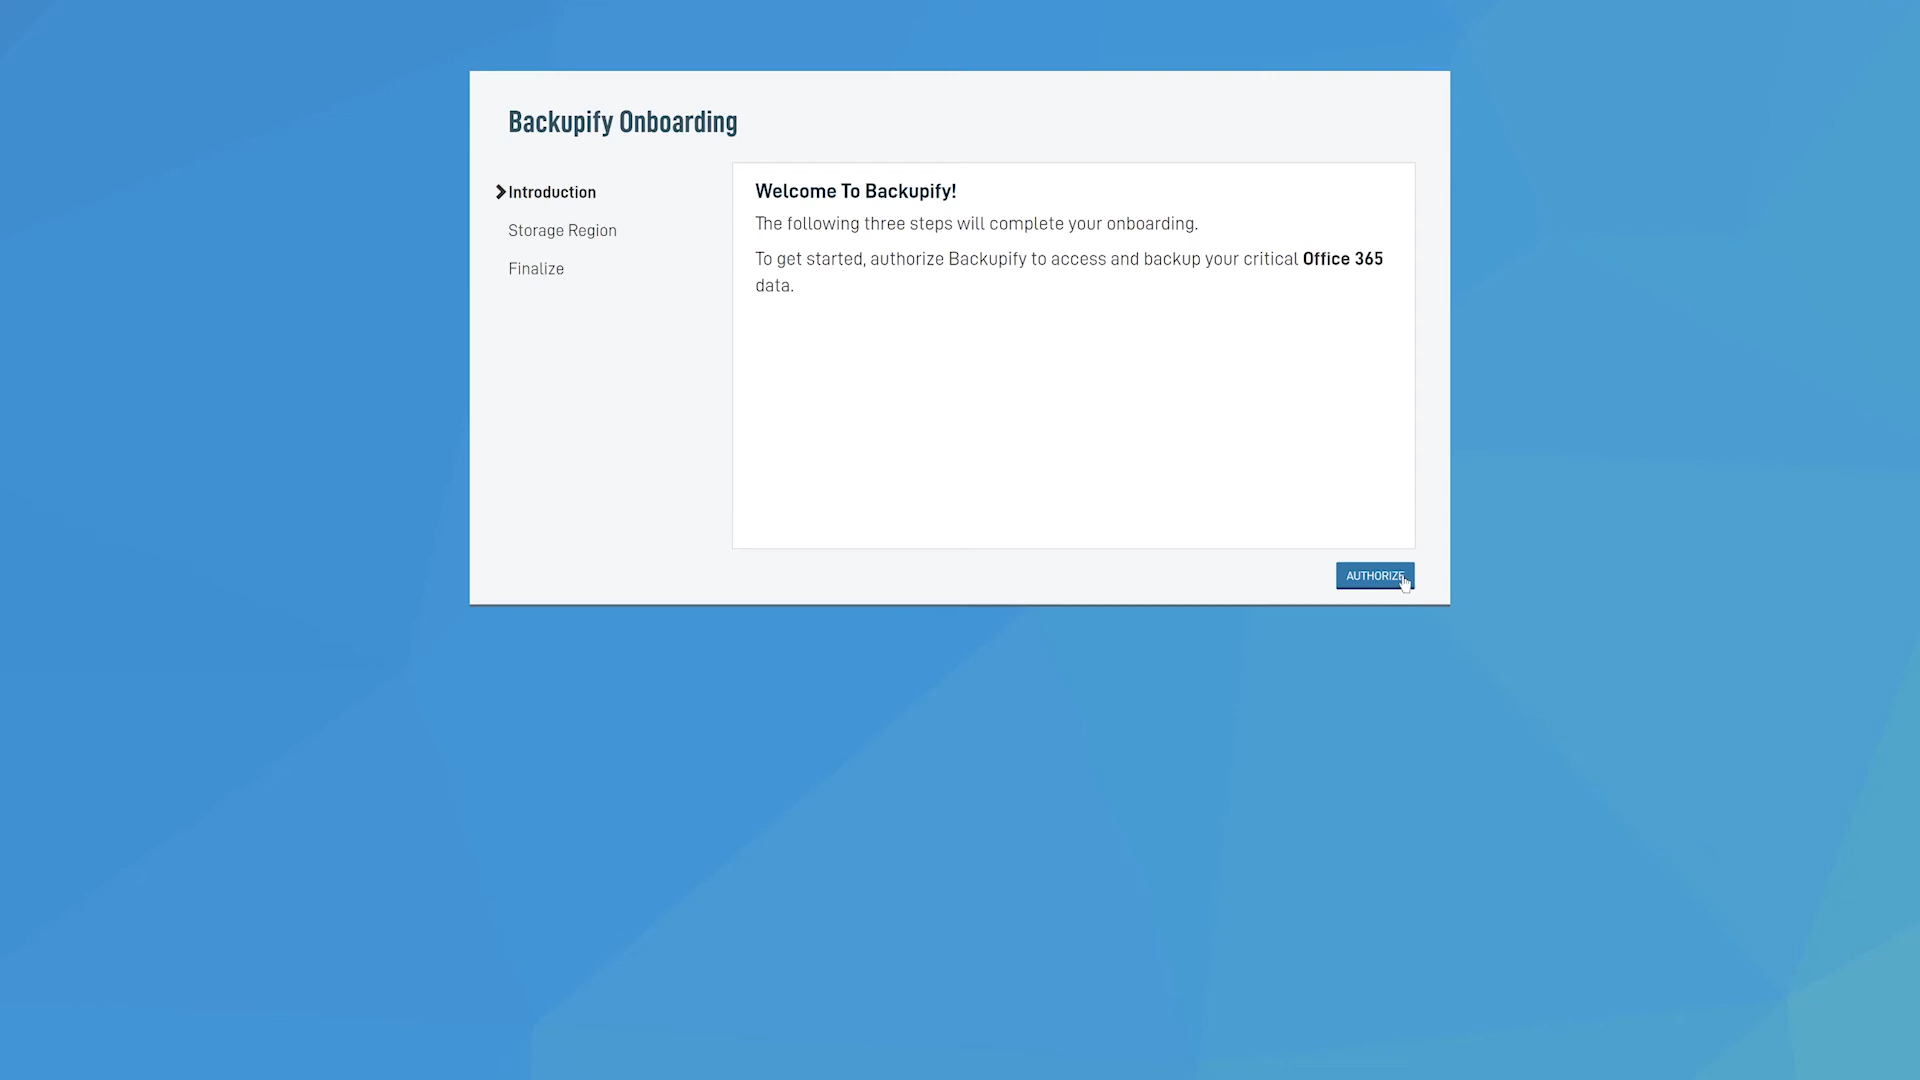 Backupify Onboarding
Introduction
Storage Region
Finalize
Welcome To Backupify!
The following three steps will complete your onboarding.
To get started, authorize Backupify to access and backup your critical Office 365
data.
AUTHORIZE